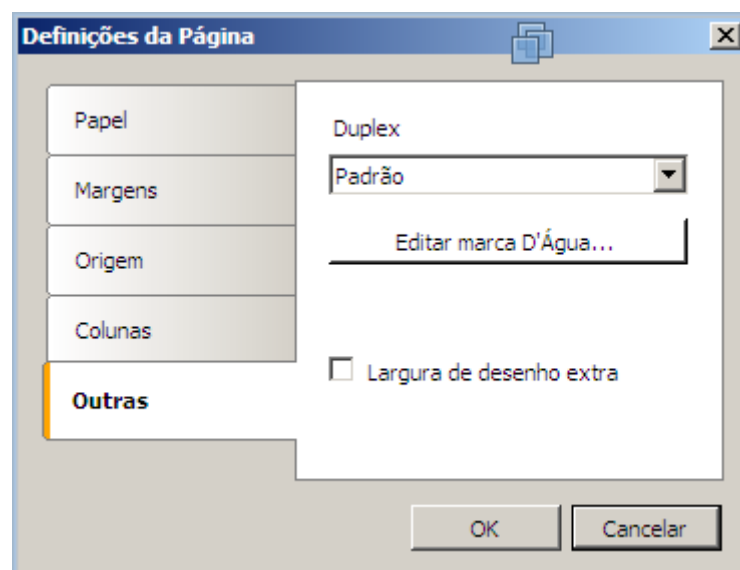 Definições da Página
Papel
Margens
Origem
Colunas
Outras
Duplex
Padrão
Editar marca D'Água...
Largura de desenho extra
OK
Cancelar